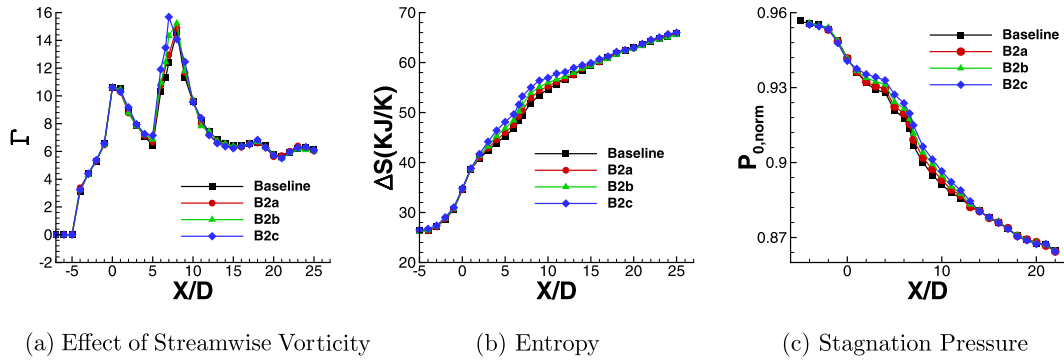 16
14
12
10
8
6
4
2
0
Γ
-5 0 5 10 15 20 25
X/D
Baseline
B2a
B2b
B2c
(a) Effect of Streamwise Vorticity
70
60
50
40
30
20
ΔS(KJ/K)
-5 0 5 10 15 20 25
X/D
Baseline
B2a
B2b
B2c
(b) Entropy
0.96
0.93
0.9
0.87
P0,norm
0 10 20
X/D
Baseline
B2a
B2b
B2c
(c) Stagnation Pressure